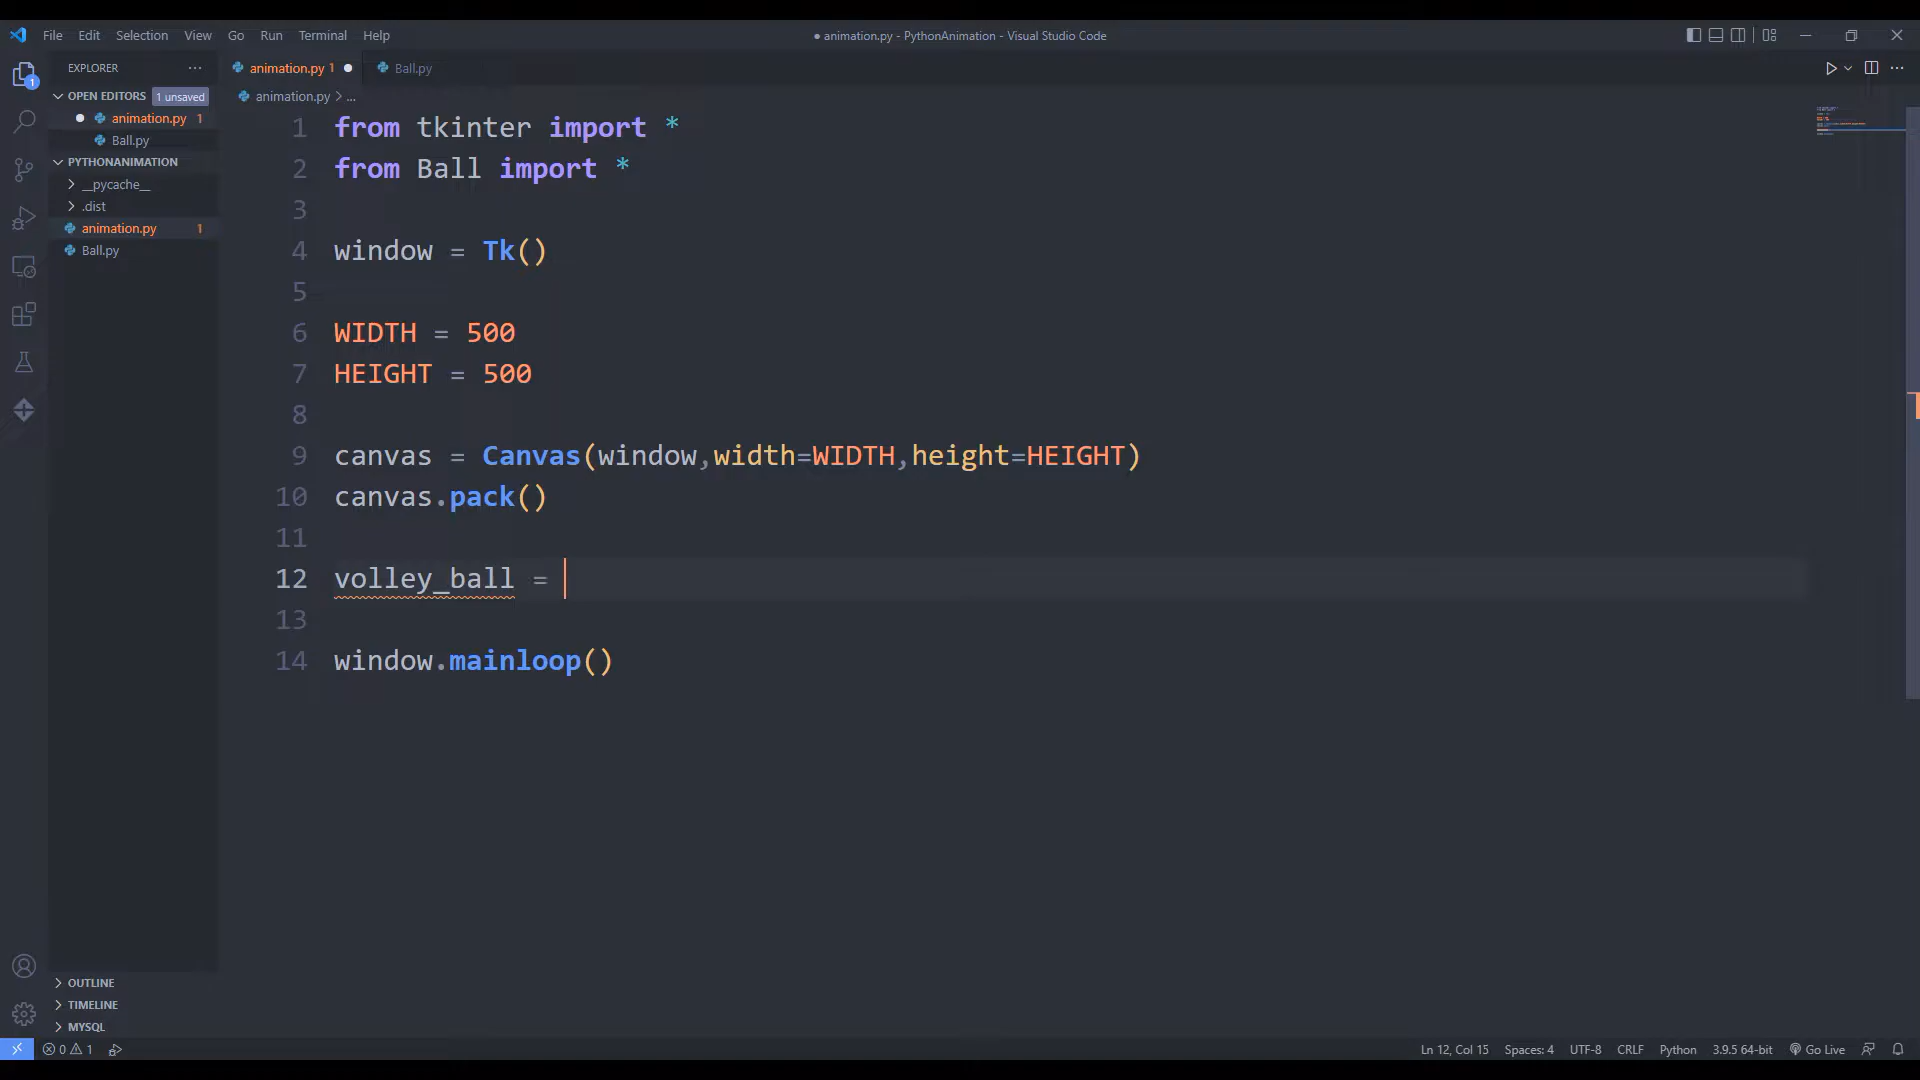 File Edit Selection View Go Run Terminal Help
● animation.py - PythonAnimation - Visual Studio Code
EXPLORER ...
animation.py 1 ●
Ball.py
OPEN EDITORS 1 unsaved
animation.py > ...
● animation.py 1
Ball.py
PYTHONANIMATION
__pycache__
.dist
animation.py 1
Ball.py
1 from tkinter import *
2 from Ball import *
3
4 window = Tk()
5
6 WIDTH = 500
7 HEIGHT = 500
8
9 canvas = Canvas(window,width=WIDTH,height=HEIGHT)
10 canvas.pack()
11
12 volley_ball =
13
14 window.mainloop()
1
OUTLINE
TIMELINE
MYSQL
0 1
Ln 12, Col 15 Spaces: 4 UTF-8 CRLF Python 3.9.5 64-bit Go Live